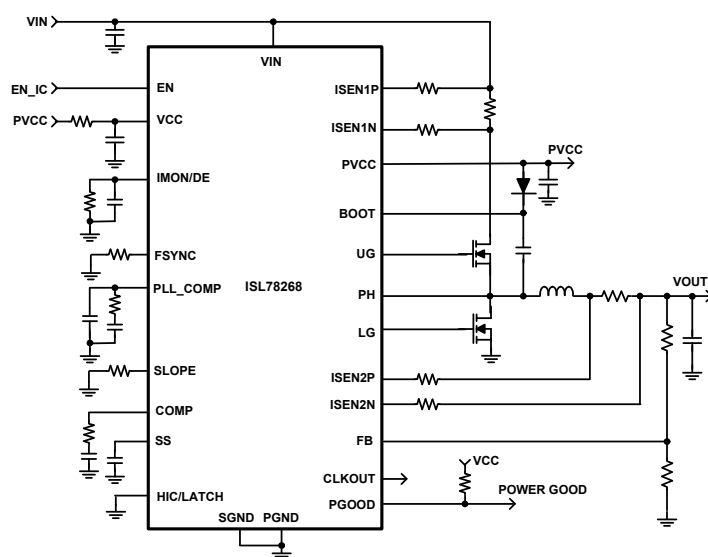 VIN
VIN
EN_IC
EN
PVCC
VCC
IMON/DE
FSYNC
PLL_COMP
ISL78268
SLOPE
COMP
SS
HIC/LATCH
SGND PGND
ISEN1P
ISEN1N
PVCC
PVCC
BOOT
UG
PH
VOUT
LG
ISEN2P
ISEN2N
FB
VCC
CLKOUT
PGOOD
POWER GOOD